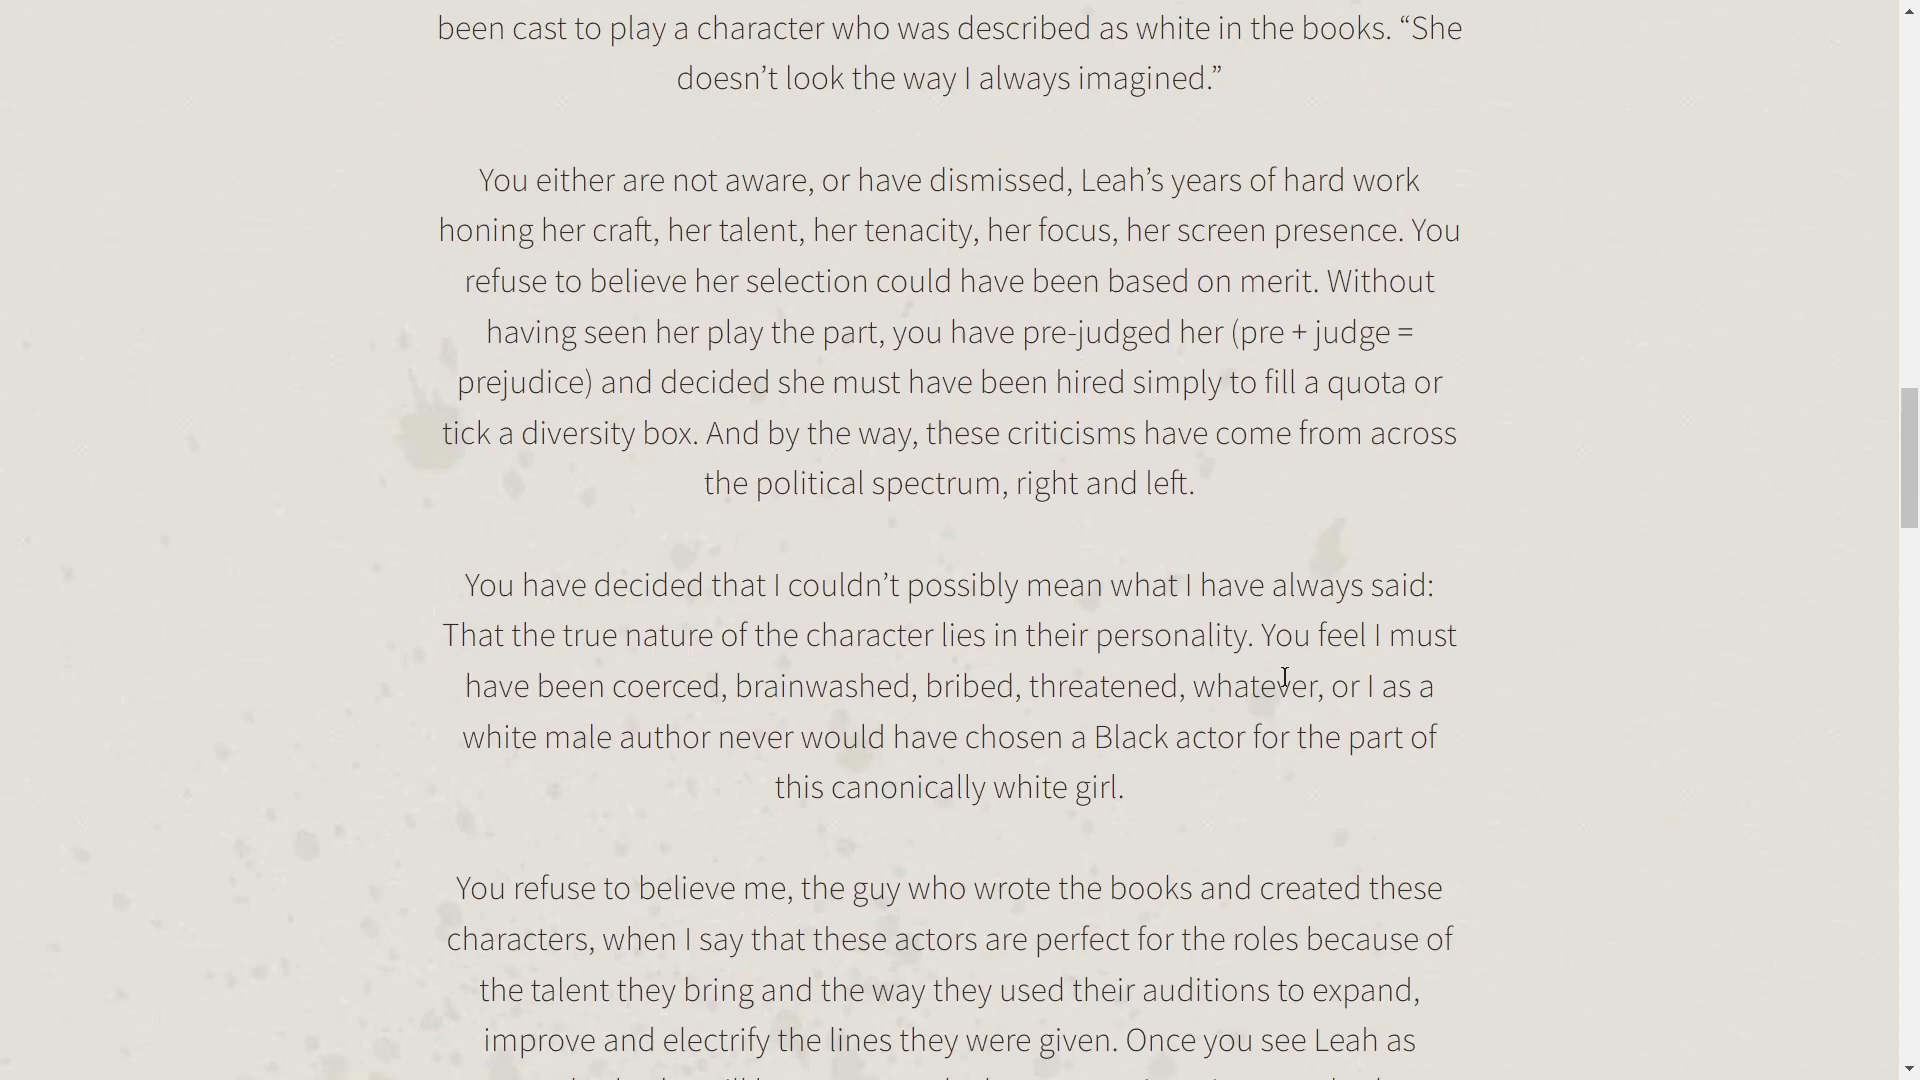 been cast to play a character who was described as white in the books. “She
doesn’t look the way I always imagined.”
You either are not aware, or have dismissed, Leah’s years of hard work
honing her craft, her talent, her tenacity, her focus, her screen presence. You
refuse to believe her selection could have been based on merit. Without
having seen her play the part, you have pre-judged her (pre + judge =
prejudice) and decided she must have been hired simply to fill a quota or
tick a diversity box. And by the way, these criticisms have come from across
the political spectrum, right and left.
You have decided that I couldn’t possibly mean what I have always said:
That the true nature of the character lies in their personality. You feel I must
have been coerced, brainwashed, bribed, threatened, whatever, or I as a
white male author never would have chosen a Black actor for the part of
this canonically white girl.
You refuse to believe me, the guy who wrote the books and created these
characters, when I say that these actors are perfect for the roles because of
the talent they bring and the way they used their auditions to expand,
improve and electrify the lines they were given. Once you see Leah as